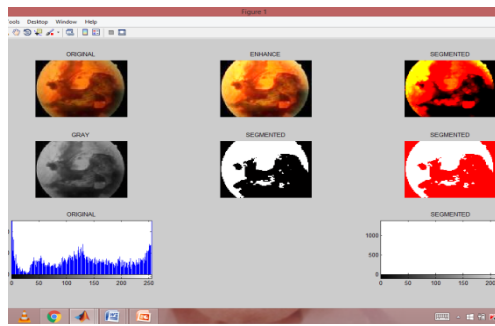 Figure 1
Tools Desktop Window Help
ORIGINAL ENHANCE SEGMENTED
GRAY SEGMENTED SEGMENTED
ORIGINAL SEGMENTED
1000
500
0
0 50 100 150 200 250
0 50 100 150 200